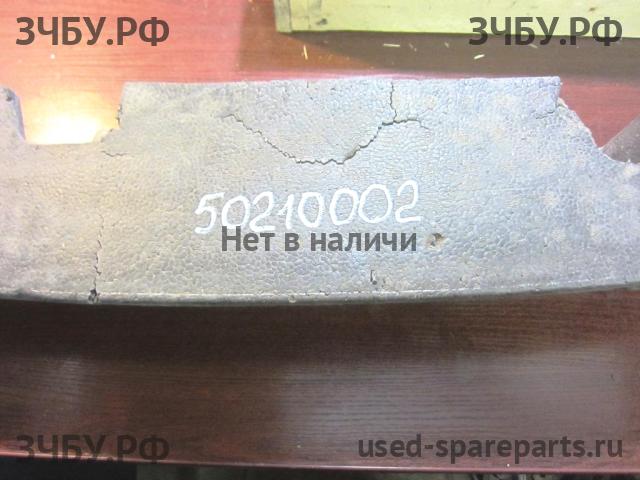 ЗЧБУ.РФ
ЗЧБУ.РФ
50210002
Нет в наличи
ЗЧБУ.РФ
used-spareparts.ru